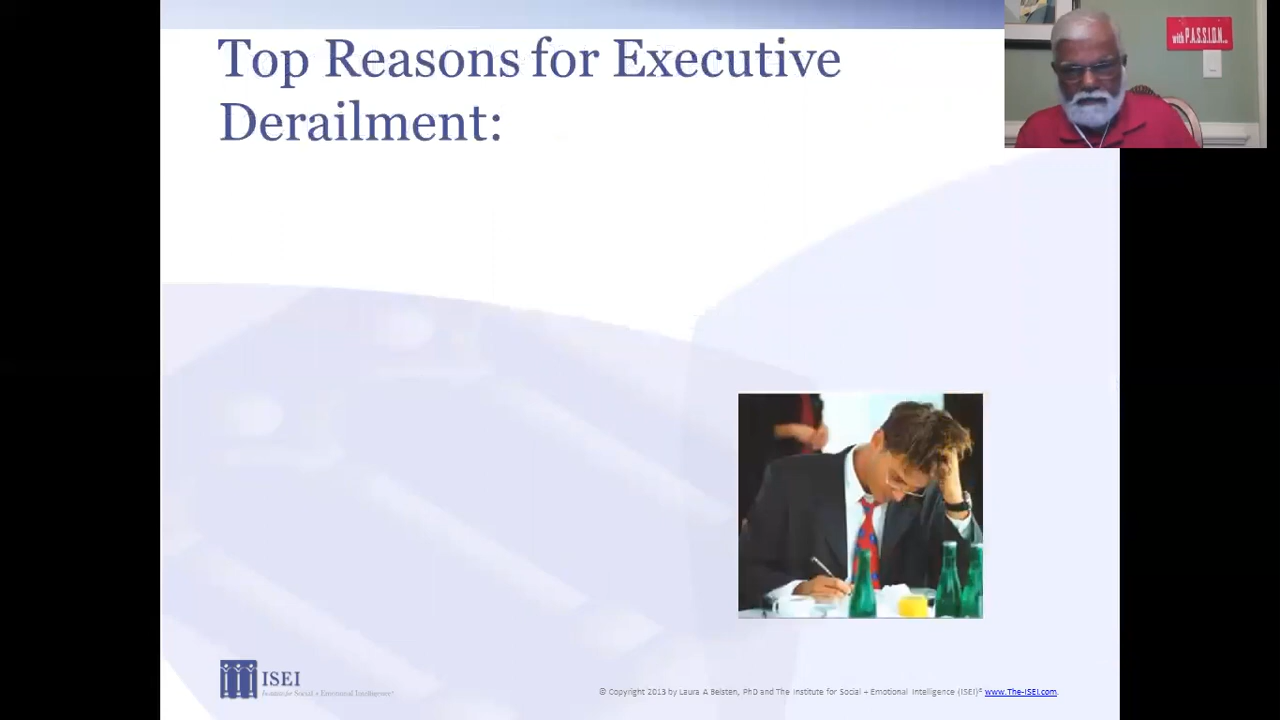 Top Reasons for Executive
Derailment:
with P.A.S.S.I.O.N...
ISEI
Institute for Social + Emotional Intelligence®
© Copyright 2013 by Laura A Belsten, PhD and The Institute for Social + Emotional Intelligence (ISEI)® www.The-ISEI.com.